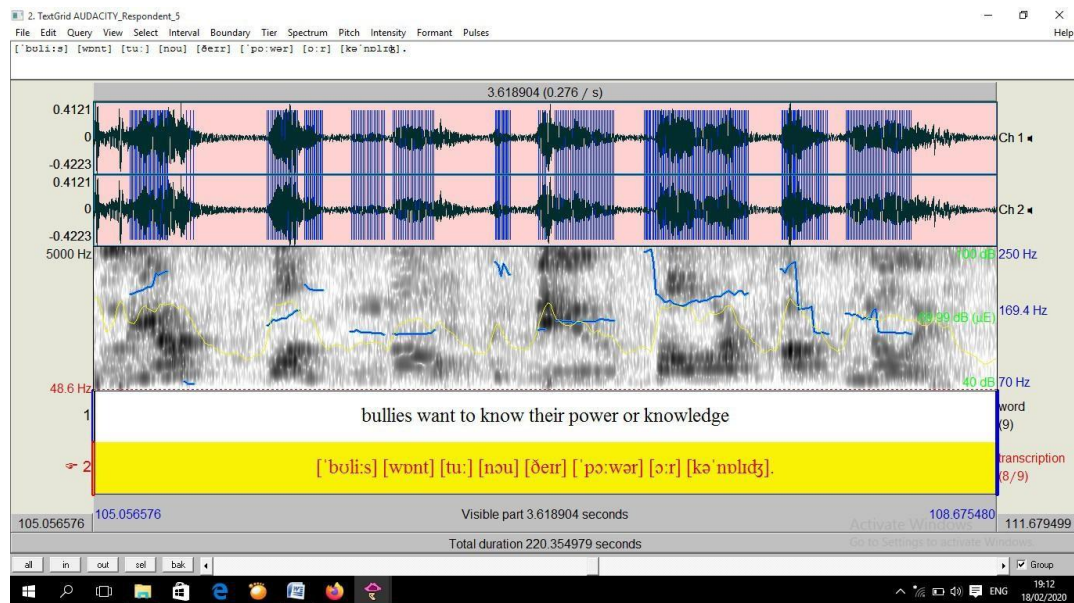 2. TextGrid AUDACITY_Respondent_5
File Edit Query View Select Interval Boundary Tier Spectrum Pitch Intensity Formant Pulses Help
[ˈbʊliːs] [wɒnt] [tuː] [nɔu] [ðeɪr] [ˈpɔːwər] [ɔːr] [kəˈnɒlɪʤ].
3.618904 (0.276 / s)
0.4121
0
-0.4223
Ch 1
0.4121
0
-0.4223
Ch 2
5000 Hz
100 dB
250 Hz
169.4 Hz
48.6 Hz
40 dB
70 Hz
1
bullies want to know their power or knowledge
word
(9)
2
[ˈbʊliːs] [wɒnt] [tuː] [nɔu] [ðeɪr] [ˈpɔːwər] [ɔːr] [kəˈnɒlɪʤ].
transcription
(8/9)
105.056576
105.056576
Visible part 3.618904 seconds
108.675480
111.679499
Activate Windows
Go to Settings to activate Windows.
Total duration 220.354979 seconds
all in out sel bak
Group
ENG
19:12
18/02/2020